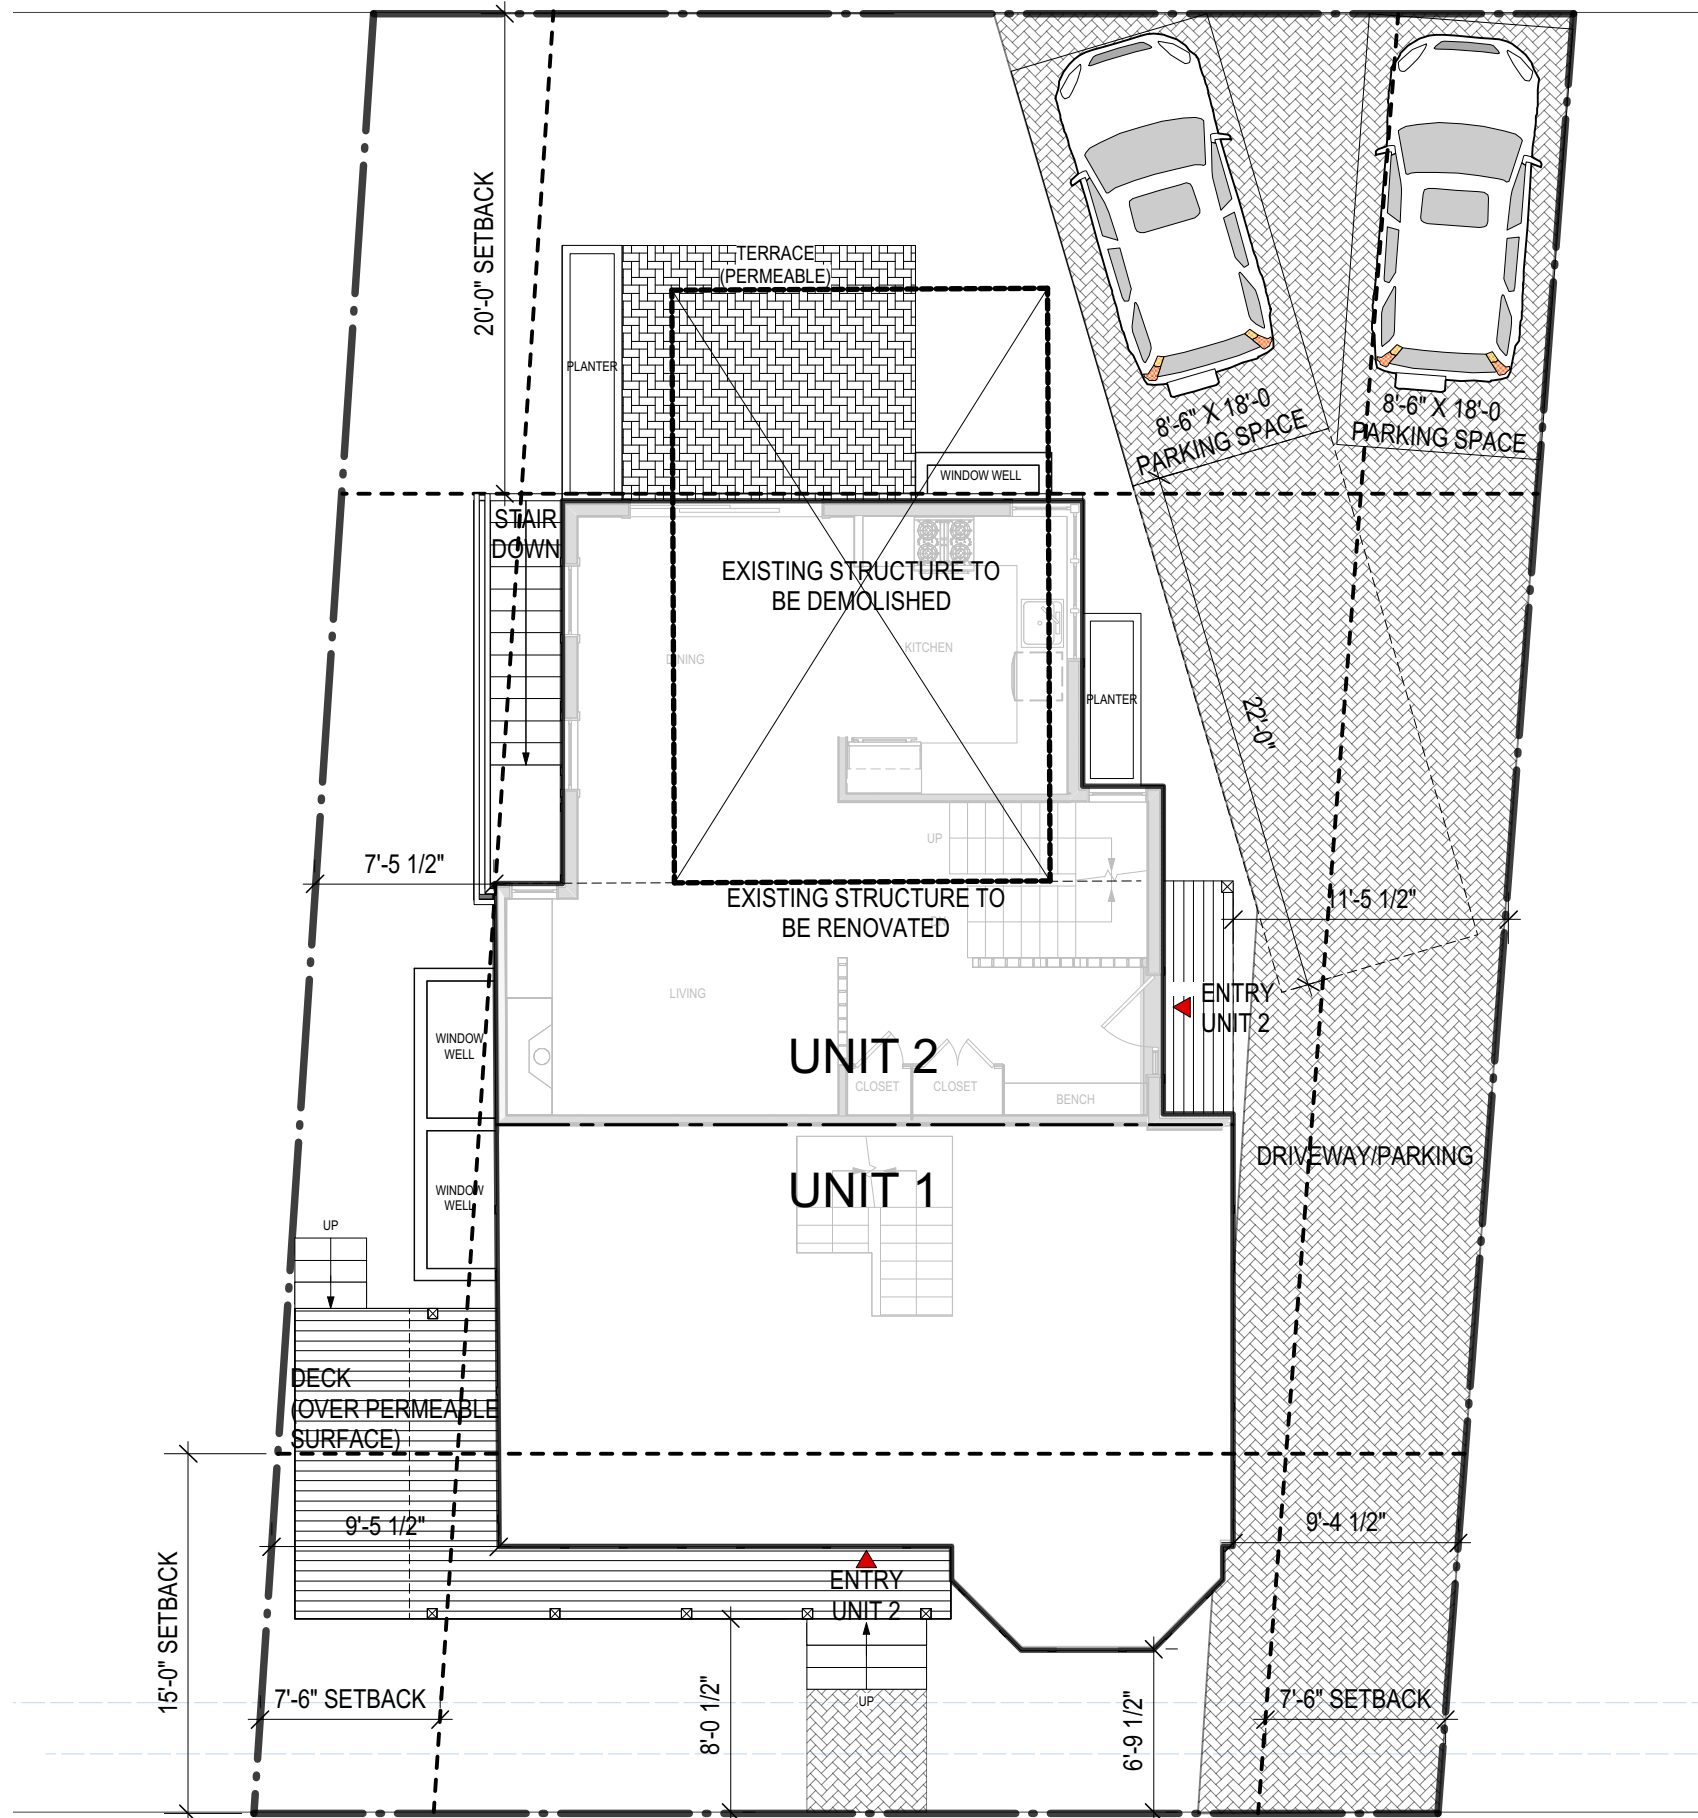 20'-0" SETBACK
TERRACE
(PERMEABLE)
PLANTER
8'-6" X 18'-0
PARKING SPACE
8'-6" X 18'-0
PARKING SPACE
WINDOW WELL
STAIR
DOWN
EXISTING STRUCTURE TO
BE DEMOLISHED
DINING
KITCHEN
PLANTER
22'-0"
UP
7'-5 1/2"
EXISTING STRUCTURE TO
BE RENOVATED
11'-5 1/2"
LIVING
ENTRY
UNIT 2
WINDOW
WELL
UNIT 2
CLOSET
CLOSET
BENCH
DRIVEWAY/PARKING
UNIT 1
WINDOW
WELL
UP
DECK
(OVER PERMEABLE
SURFACE)
9'-5 1/2"
9'-4 1/2"
15'-0" SETBACK
ENTRY
UNIT 2
7'-6" SETBACK
8'-0 1/2"
UP
6'-9 1/2"
7'-6" SETBACK